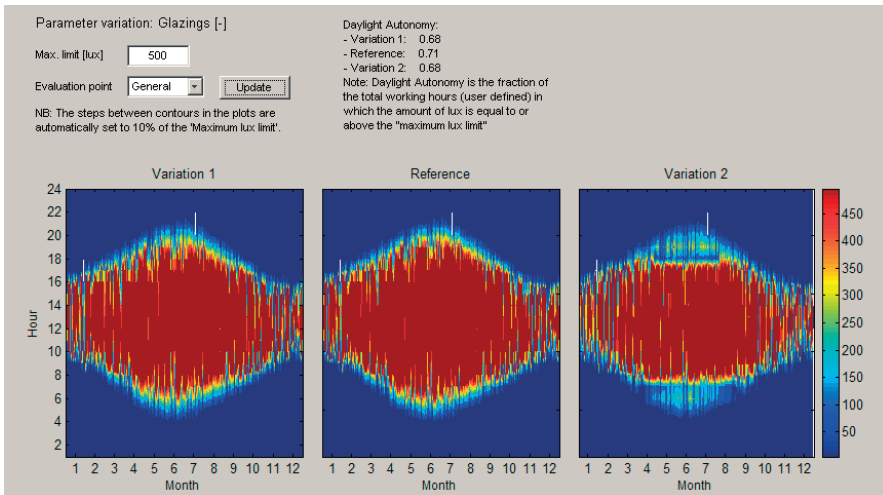 Parameter variation: Glazings [-]
Max. limit [lux] 500
Evaluation point General Update
NB: The steps between contours in the plots are
automatically set to 10% of the 'Maximum lux limit'.
Daylight Autonomy:
- Variation 1: 0.68
- Reference: 0.71
- Variation 2: 0.68
Note: Daylight Autonomy is the fraction of
the total working hours (user defined) in
which the amount of lux is equal to or
above the "maximum lux limit"
Variation 1
Reference
Variation 2
24
22
20
18
16
14
12
10
8
6
4
2
Hour
1 2 3 4 5 6 7 8 9 10 11 12
Month
1 2 3 4 5 6 7 8 9 10 11 12
Month
1 2 3 4 5 6 7 8 9 10 11 12
Month
450
400
350
300
250
200
150
100
50